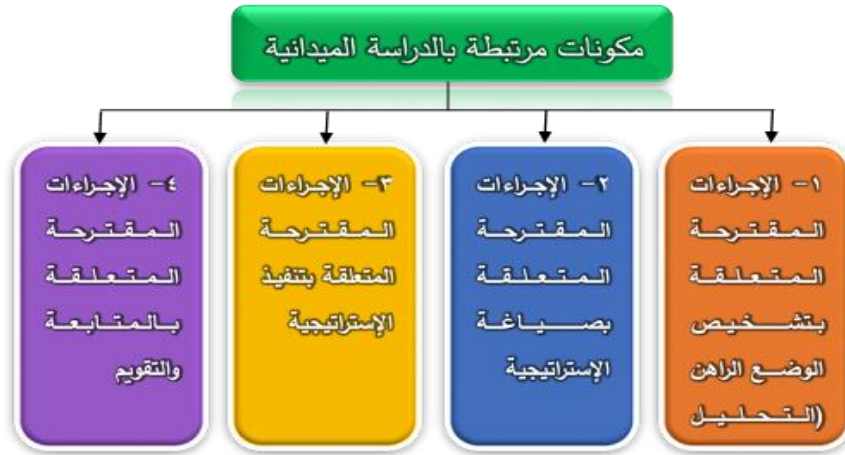 مكونات مرتبطة بالدراسة الميدانية
١- الإجراءات
المقترحة
المتعلقة
بتشخيص
الوضع الراهن
(التحليل
٢- الإجراءات
المقترحة
المتعلقة
بصياغة
الإستراتيجية
٣- الإجراءات
المقترحة
المتعلقة بتنفيذ
الإستراتيجية
٤- الإجراءات
المقترحة
المتعلقة
بالمتابعة
والتقويم